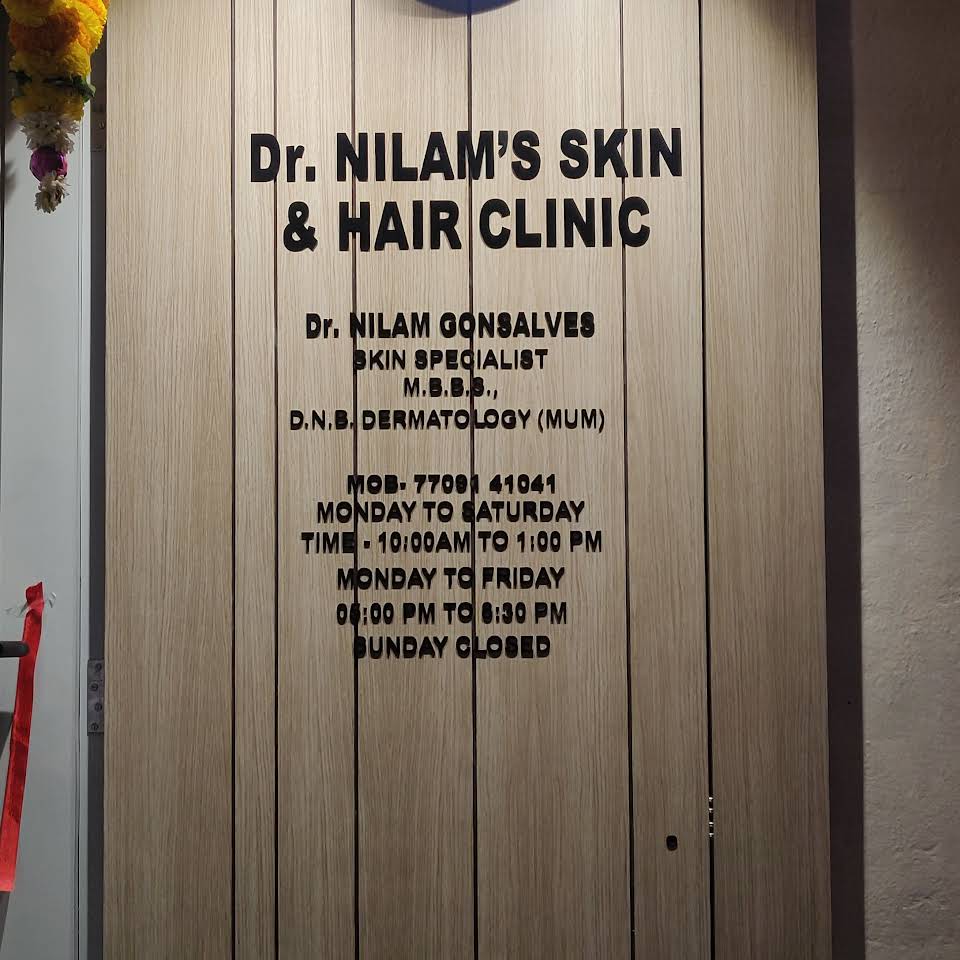 Dr. NILAM'S SKIN
& HAIR CLINIC
Dr. NILAM GONSALVES
SKIN SPECIALIST
M.B.B.S.,
D.N.B. DERMATOLOGY (MUM)
MOB- 77091 41041
MONDAY TO SATURDAY
TIME - 10:00AM TO 1:00 PM
MONDAY TO FRIDAY
05:00 PM TO 8:30 PM
SUNDAY CLOSED